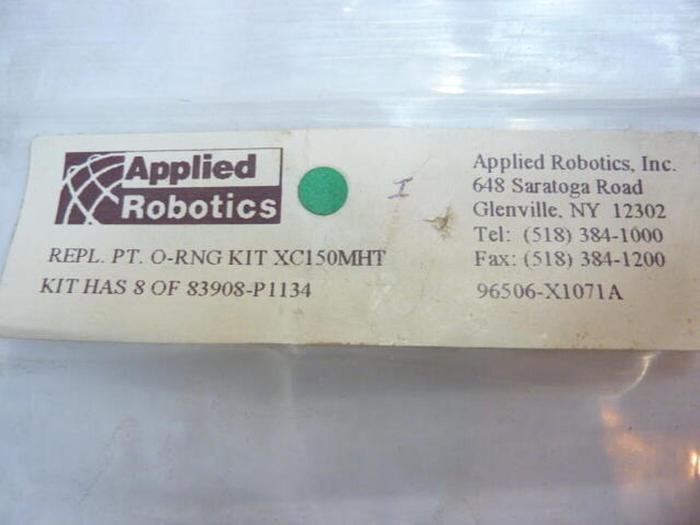 Applied
Robotics
REPL. PT. O-RNG KIT XC150MHT
KIT HAS 8 OF 83908-P1134
I
Applied Robotics, Inc.
648 Saratoga Road
Glenville, NY 12302
Tel: (518) 384-1000
Fax: (518) 384-1200
96506-X1071A